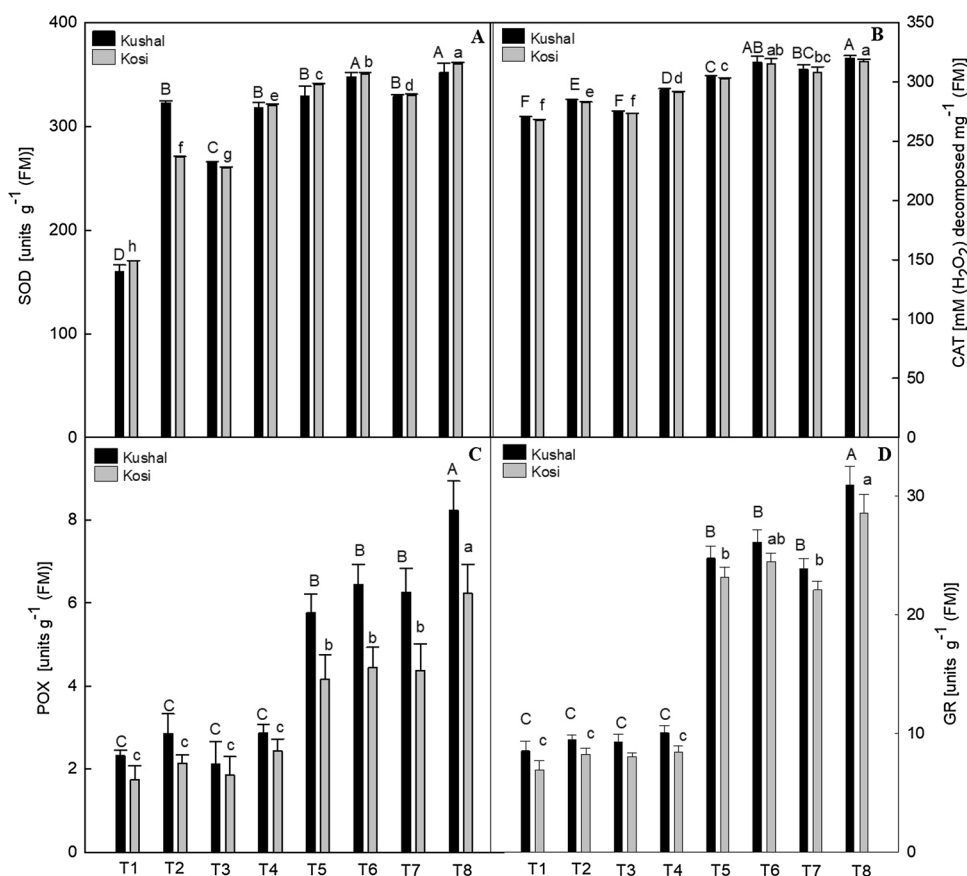 400
300
200
100
0
SOD [units g⁻¹ (FM)]
Kushal
Kosi
A
D h
B f
C g
B e
B c
A b
B d
A a
Kushal
Kosi
B
F f
E e
F f
D d
C c
AB ab
BC bc
A a
350
300
250
200
150
100
50
0
CAT [mM (H₂O₂) decomposed mg⁻¹ (FM)]
8
6
4
2
0
POX [units g⁻¹ (FM)]
Kushal
Kosi
C
C c
C c
C c
C c
B b
B b
B b
A a
T1 T2 T3 T4 T5 T6 T7 T8
Kushal
Kosi
D
C c
C c
C c
C c
B b
B ab
B b
A a
30
20
10
0
GR [units g⁻¹ (FM)]
T1 T2 T3 T4 T5 T6 T7 T8